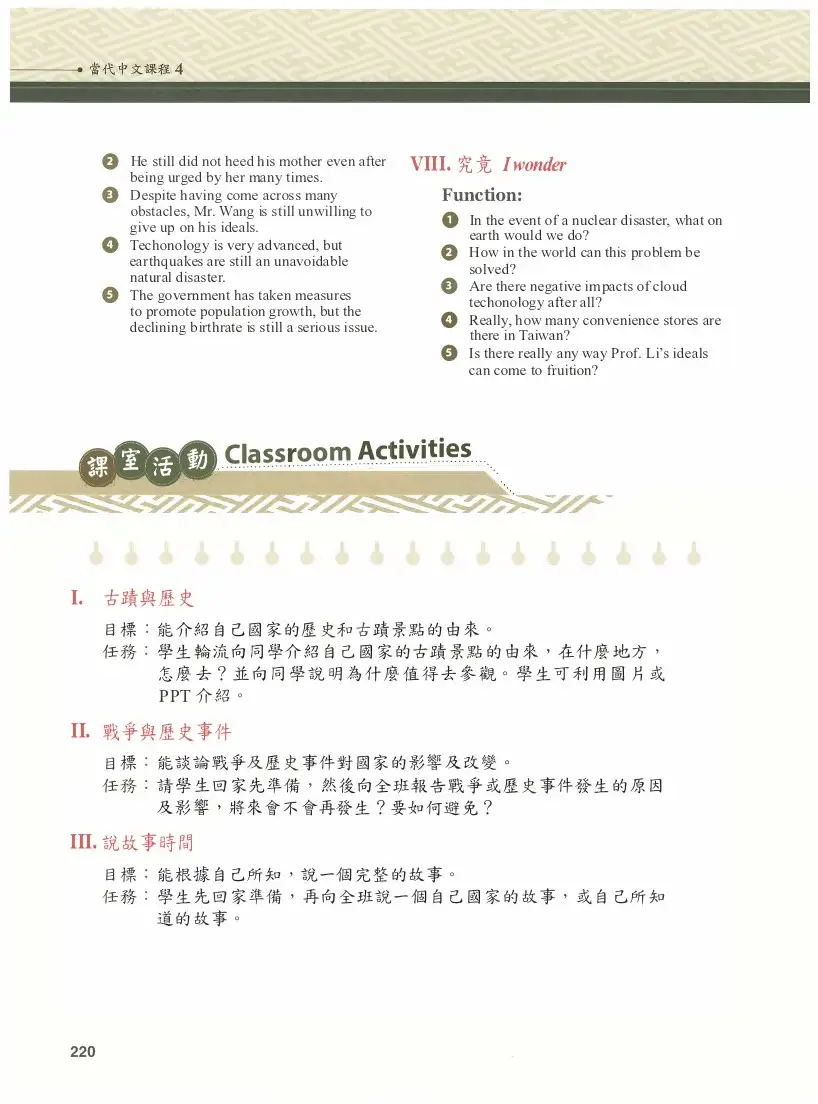 當代中文課程 4
2 He still did not heed his mother even after
being urged by her many times.
3 Despite having come across many
obstacles, Mr. Wang is still unwilling to
give up on his ideals.
4 Techonology is very advanced, but
earthquakes are still an unavoidable
natural disaster.
5 The government has taken measures
to promote population growth, but the
declining birthrate is still a serious issue.
VIII. 究竟 I wonder
Function:
1 In the event of a nuclear disaster, what on
earth would we do?
2 How in the world can this problem be
solved?
3 Are there negative impacts of cloud
techonology after all?
4 Really, how many convenience stores are
there in Taiwan?
5 Is there really any way Prof. Li's ideals
can come to fruition?
課室活動 Classroom Activities
I. 古蹟與歷史
目標：能介紹自己國家的歷史和古蹟景點的由來。
任務：學生輪流向同學介紹自己國家的古蹟景點的由來，在什麼地方，
怎麼去？並向同學說明為什麼值得去參觀。學生可利用圖片或
PPT 介紹。
II. 戰爭與歷史事件
目標：能談論戰爭及歷史事件對國家的影響及改變。
任務：請學生回家先準備，然後向全班報告戰爭或歷史事件發生的原因
及影響，將來會不會再發生？要如何避免？
III. 說故事時間
目標：能根據自己所知，說一個完整的故事。
任務：學生先回家準備，再向全班說一個自己國家的故事，或自己所知
道的故事。
220